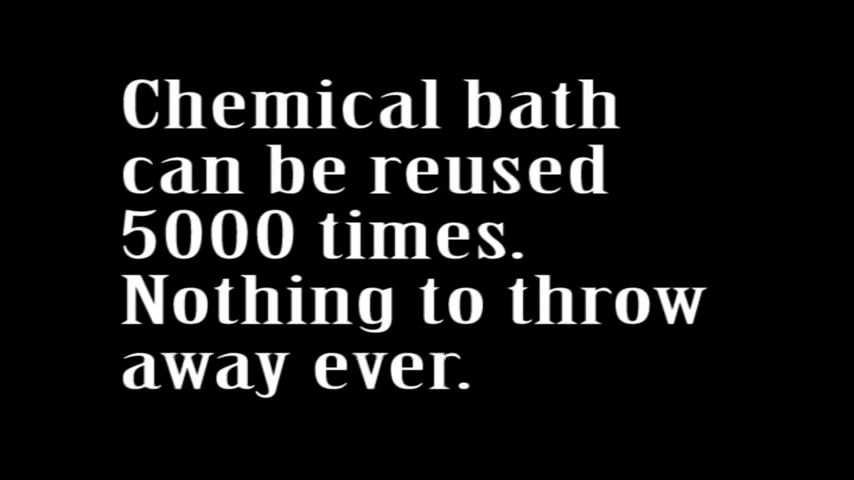 Chemical bath
can be reused
5000 times.
Nothing to throw
away ever.